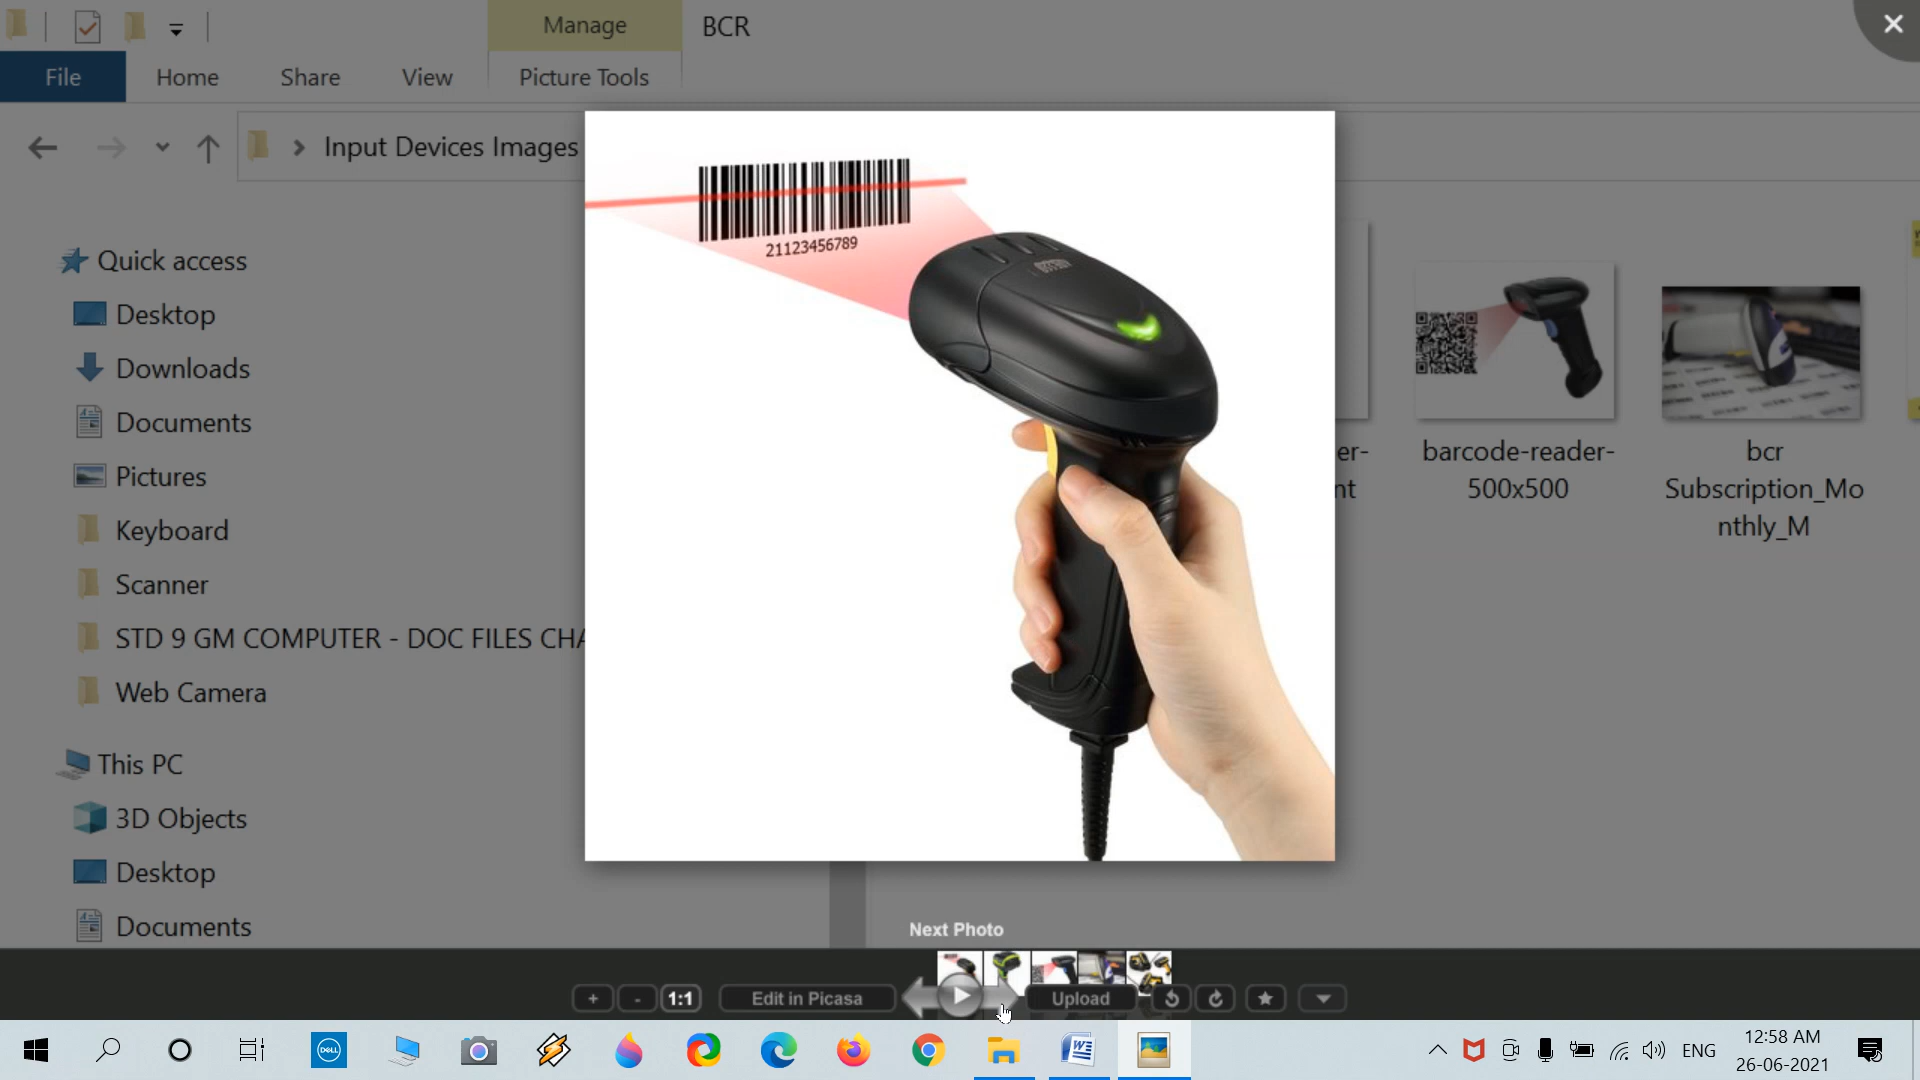 Manage
BCR
File
Home
Share
View
Picture Tools
Input Devices Images
21123456789
Quick access
Desktop
Downloads
Documents
Pictures
Keyboard
Scanner
STD 9 GM COMPUTER - DOC FILES CHA
Web Camera
This PC
3D Objects
Desktop
Documents
er-
nt
barcode-reader-
500x500
bcr
Subscription_Mo
nthly_M
Next Photo
+
-
1:1
Edit in Picasa
Upload
DELL
ENG
12:58 AM
26-06-2021